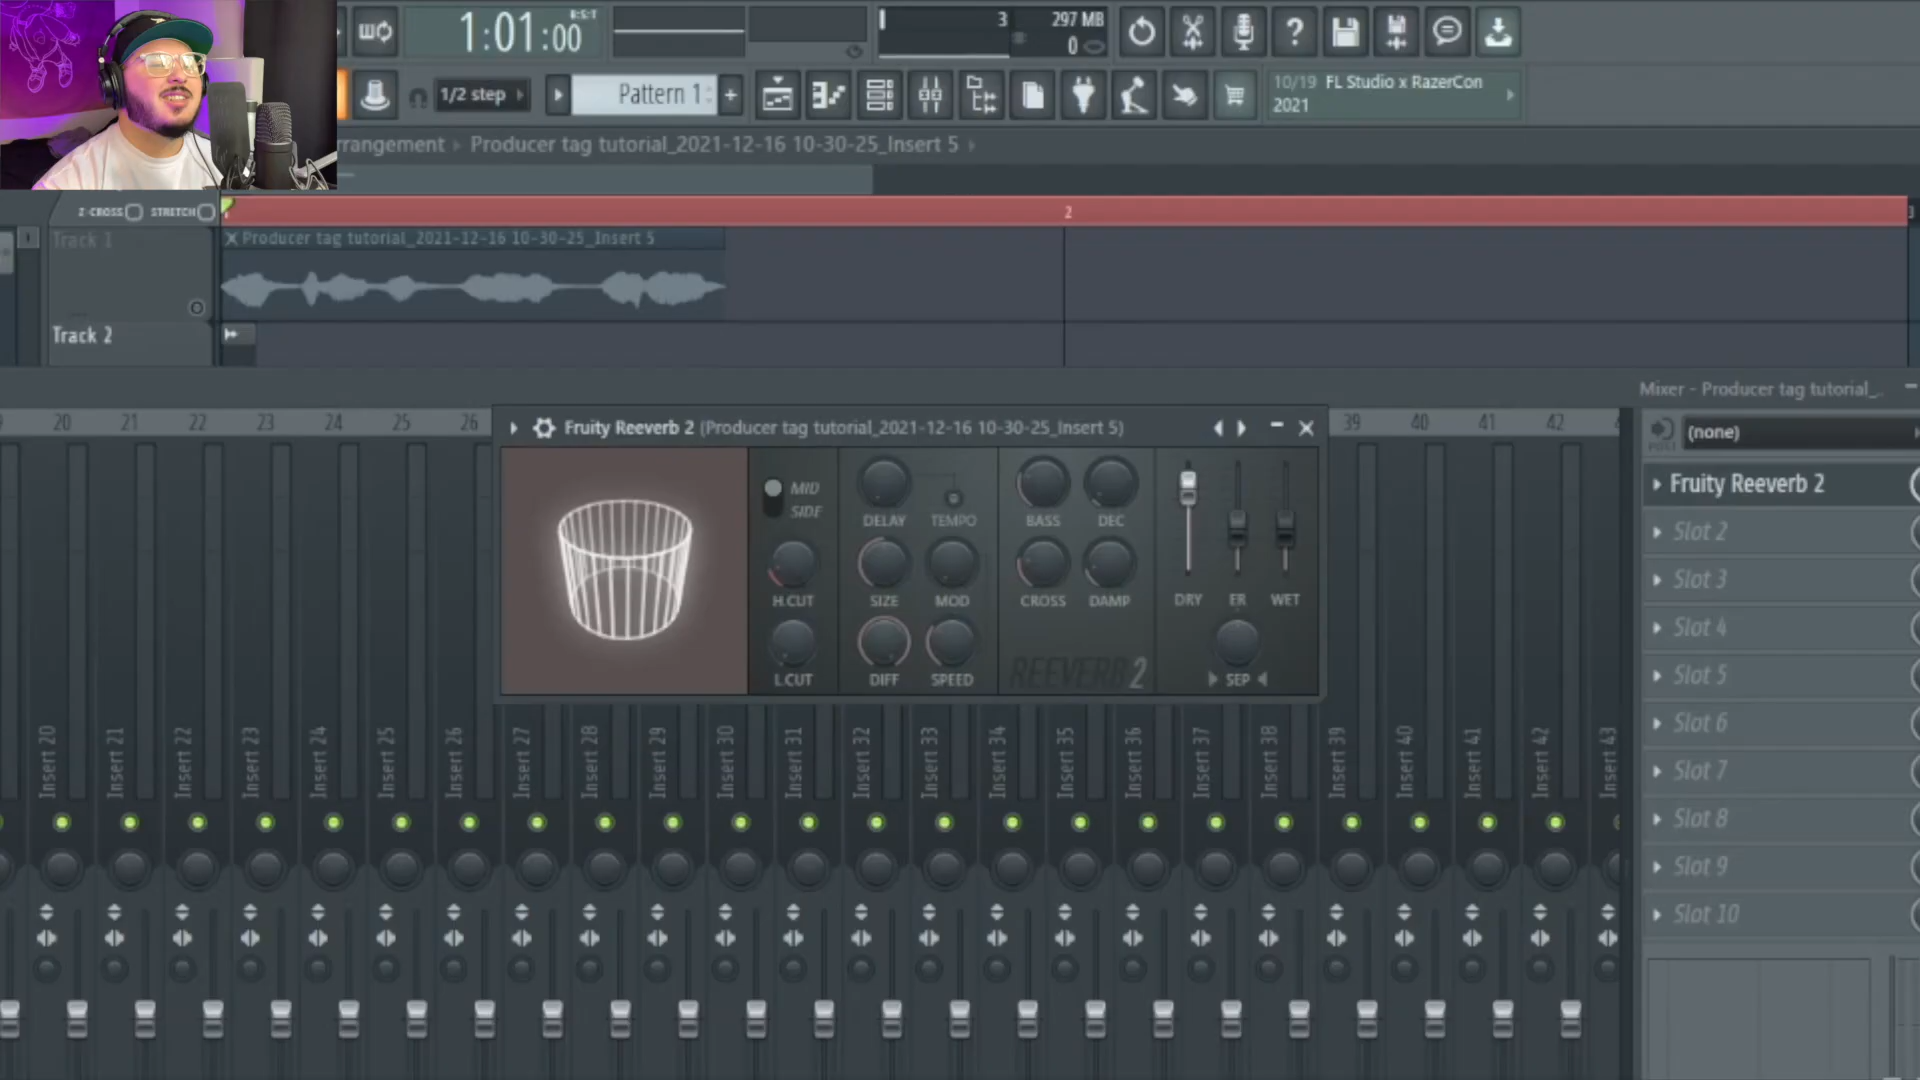 1:01:00
B:S:T
3
297 MB
0
1/2 step
Pattern 1
+
10/19 FL Studio x RazerCon
2021
rrangement Producer tag tutorial_2021-12-16 10-30-25_Insert 5
Z-CROSS STRETCH
2
3
Track 1
Producer tag tutorial_2021-12-16 10-30-25_Insert 5
Track 2
Mixer - Producer tag tutorial_..
20 21 22 23 24 25 26 39 40 41 42
Fruity Reeverb 2 (Producer tag tutorial_2021-12-16 10-30-25_Insert 5)
MID
SIDE
DELAY TEMPO BASS DEC
H.CUT SIZE MOD CROSS DAMP DRY ER WET
L.CUT DIFF SPEED REEVERB 2 SEP
(none)
Fruity Reeverb 2
Slot 2
Slot 3
Slot 4
Slot 5
Slot 6
Slot 7
Slot 8
Slot 9
Slot 10
Insert 20
Insert 21
Insert 22
Insert 23
Insert 24
Insert 25
Insert 26
Insert 27
Insert 28
Insert 29
Insert 30
Insert 31
Insert 32
Insert 33
Insert 34
Insert 35
Insert 36
Insert 37
Insert 38
Insert 39
Insert 40
Insert 41
Insert 42
Insert 43